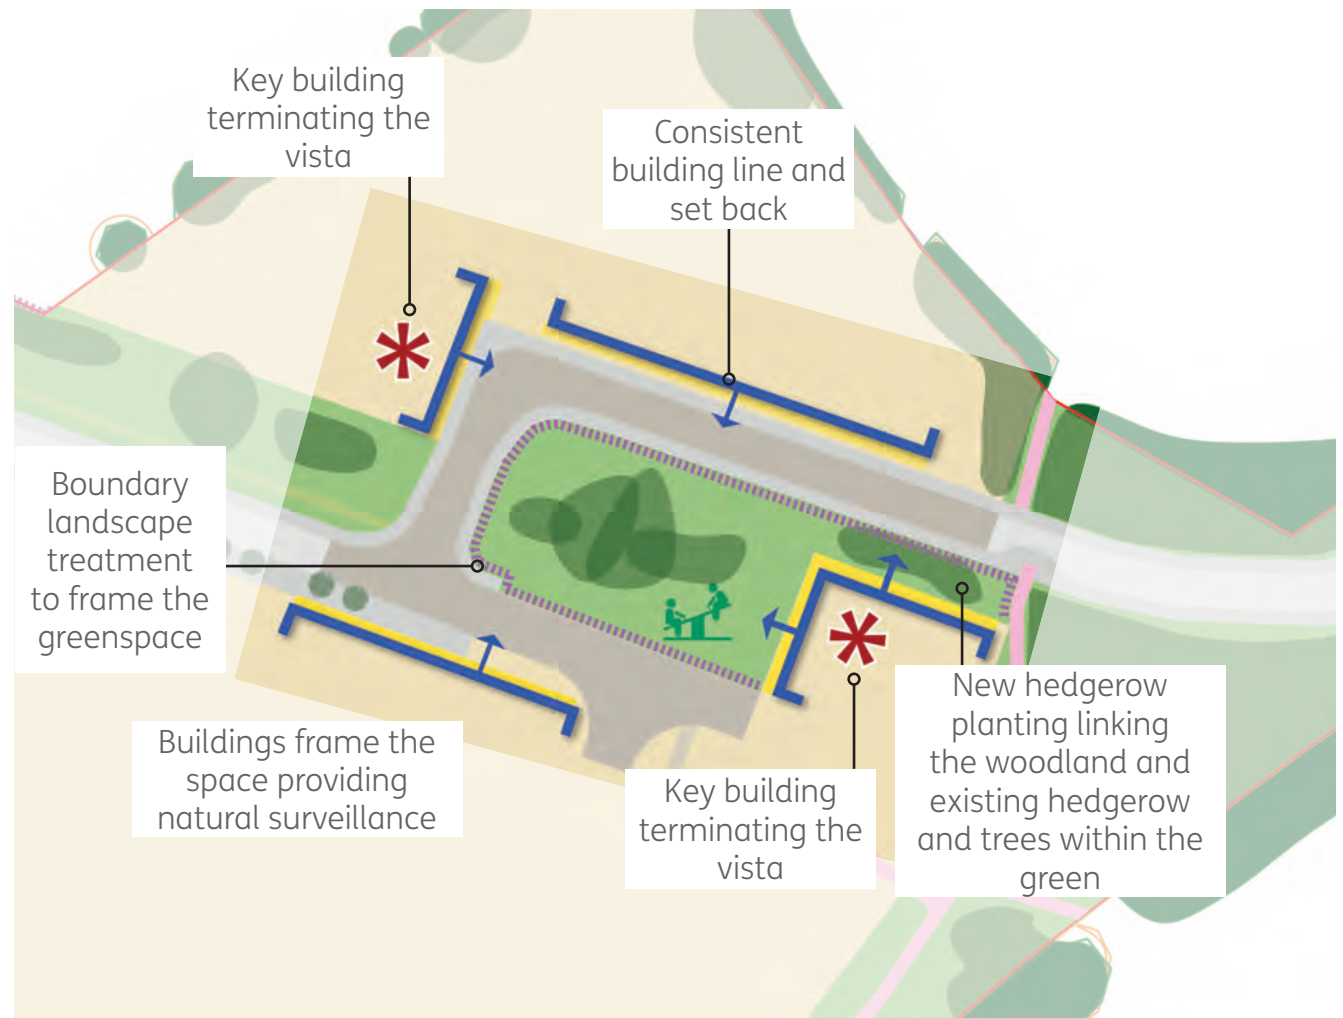 Key building
terminating the
vista
Consistent
building line and
set back
Boundary
landscape
treatment
to frame the
greenspace
Buildings frame the
space providing
natural surveillance
Key building
terminating the
vista
New hedgerow
planting linking
the woodland and
existing hedgerow
and trees within the
green